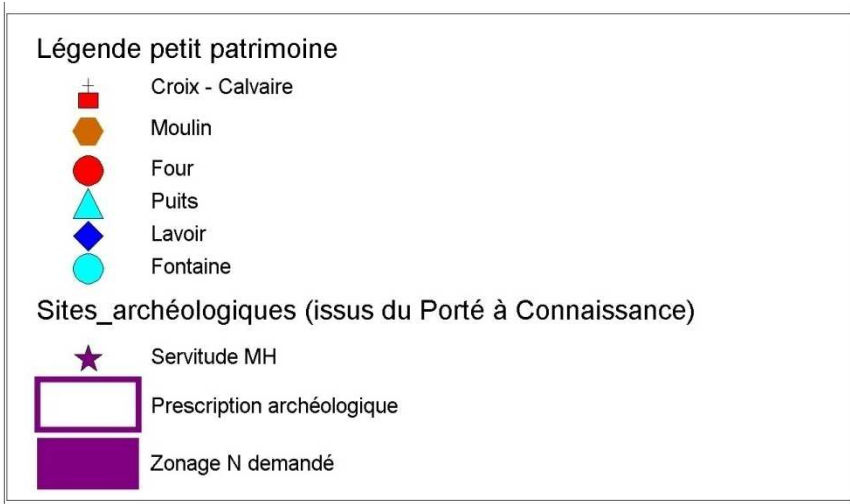 Légende petit patrimoine
Croix - Calvaire
Moulin
Four
Puits
Lavoir
Fontaine
Sites_archéologiques (issus du Porté à Connaissance)
Servitude MH
Prescription archéologique
Zonage N demandé